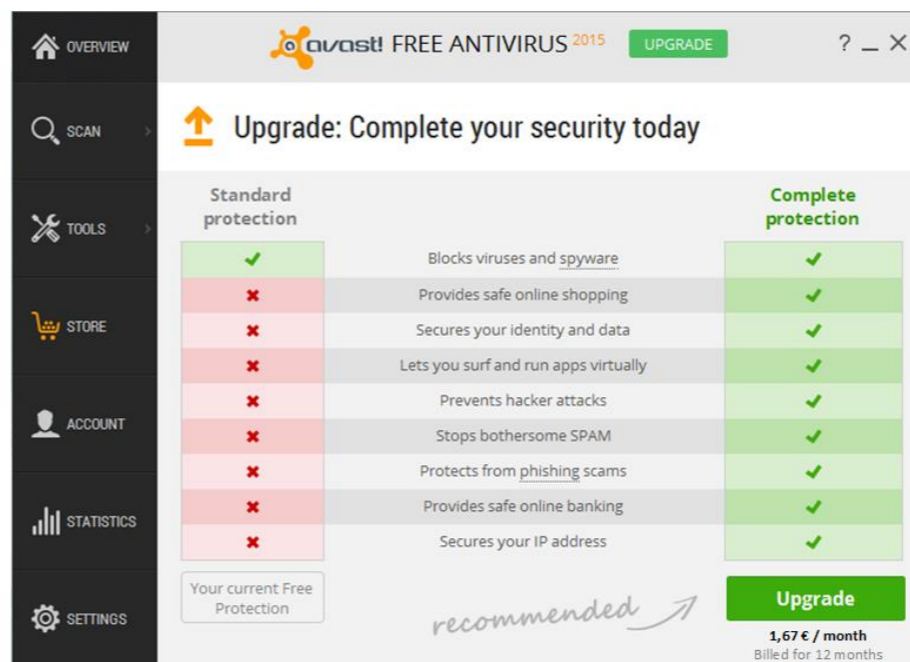 OVERVIEW
avast! FREE ANTIVIRUS 2015
UPGRADE
? _ X
SCAN
TOOLS
STORE
ACCOUNT
STATISTICS
SETTINGS
Upgrade: Complete your security today
Standard
protection
Complete
protection
Blocks viruses and spyware
Provides safe online shopping
Secures your identity and data
Lets you surf and run apps virtually
Prevents hacker attacks
Stops bothersome SPAM
Protects from phishing scams
Provides safe online banking
Secures your IP address
Your current Free
Protection
recommended
Upgrade
1,67 € / month
Billed for 12 months